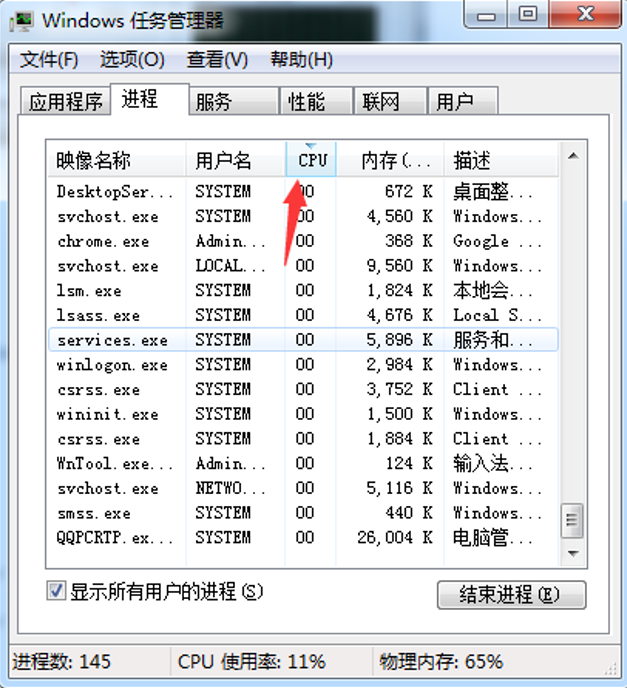 Windows 任务管理器
文件(F) 选项(O) 查看(V) 帮助(H)
应用程序 进程 服务 性能 联网 用户
映像名称 用户名 CPU 内存(... 描述
DesktopSer... SYSTEM 00 672 K 桌面整...
svchost.exe SYSTEM 00 4,560 K Windows...
chrome.exe Admin... 00 368 K Google ...
svchost.exe LOCAL... 00 9,560 K Windows...
lsm.exe SYSTEM 00 1,824 K 本地会...
lsass.exe SYSTEM 00 4,676 K Local S...
services.exe SYSTEM 00 5,896 K 服务和...
winlogon.exe SYSTEM 00 2,984 K Windows...
csrss.exe SYSTEM 00 3,752 K Client ...
wininit.exe SYSTEM 00 1,500 K Windows...
csrss.exe SYSTEM 00 1,884 K Client ...
WnTool.exe... Admin... 00 124 K 输入法...
svchost.exe NETWO... 00 5,116 K Windows...
smss.exe SYSTEM 00 440 K Windows...
QQPCRTP.ex... SYSTEM 00 26,004 K 电脑管...
显示所有用户的进程(S) 结束进程(E)
进程数: 145 CPU 使用率: 11% 物理内存: 65%